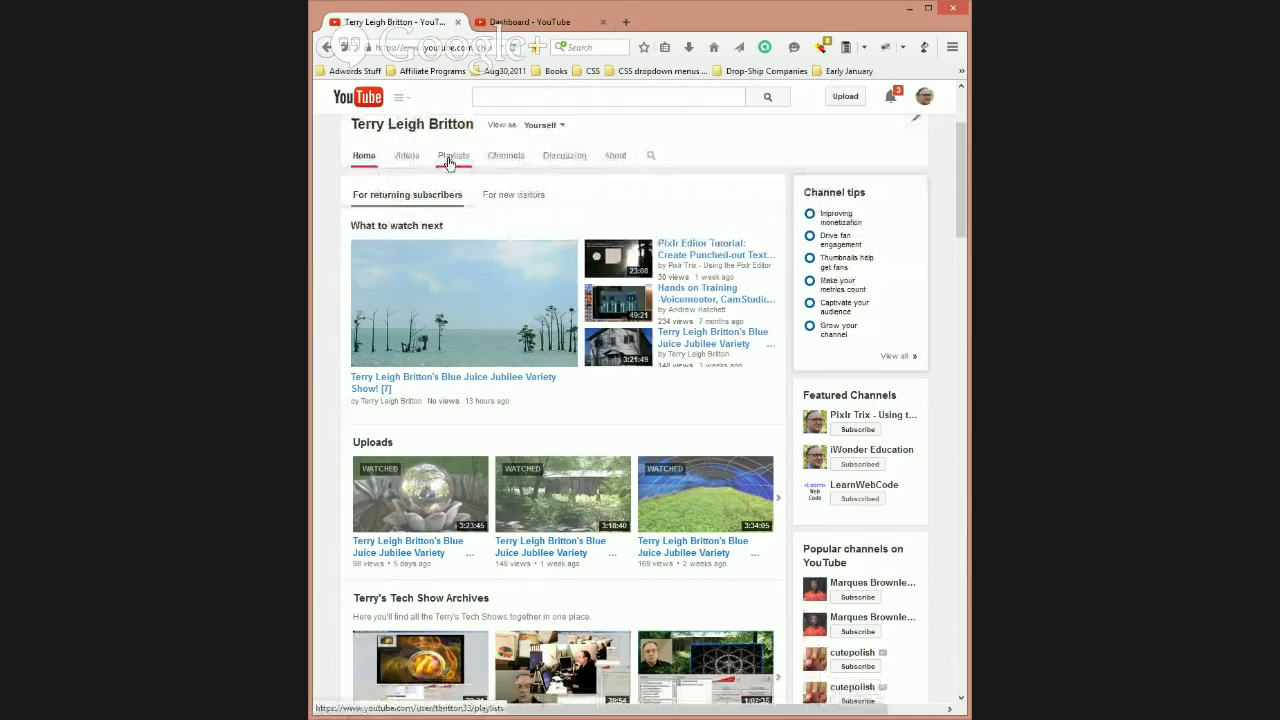 Terry Leigh Britton - YouT...
Dashboard - YouTube
Google+
Search
Adwords Stuff
Affiliate Programs
Aug30,2011
Books
CSS
CSS dropdown menus ...
Drop-Ship Companies
Early January
YouTube
Upload
3
Terry Leigh Britton
View as
Yourself
Home
Videos
Playlists
Channels
Discussion
About
For returning subscribers
For new visitors
What to watch next
Terry Leigh Britton's Blue Juice Jubilee Variety
Show! [7]
by Terry Leigh Britton No views 13 hours ago
23:08
Pixlr Editor Tutorial:
Create Punched-out Text...
by Pixlr Trix - Using the Pixlr Editor
30 views 1 week ago
49:21
Hands on Training
-Voicemeeter, CamStudic...
by Andrew Hatchett
234 views 7 months ago
3:21:49
Terry Leigh Britton's Blue
Juice Jubilee Variety ...
by Terry Leigh Britton
148 views 3 weeks ago
Uploads
WATCHED
3:23:45
Terry Leigh Britton's Blue
Juice Jubilee Variety ...
98 views • 5 days ago
WATCHED
3:18:40
Terry Leigh Britton's Blue
Juice Jubilee Variety ...
146 views • 1 week ago
WATCHED
3:34:05
Terry Leigh Britton's Blue
Juice Jubilee Variety ...
169 views • 2 weeks ago
Terry's Tech Show Archives
Here you'll find all the Terry's Tech Shows together in one place.
Channel tips
Improving
monetization
Drive fan
engagement
Thumbnails help
get fans
Make your
metrics count
Captivate your
audience
Grow your
channel
View all »
Featured Channels
Pixlr Trix - Using t...
Subscribe
iWonder Education
Subscribed
<Learn>
Web
Code
LearnWebCode
Subscribed
Popular channels on
YouTube
Marques Brownle...
Subscribe
Marques Brownle...
Subscribe
cutepolish
Subscribe
cutepolish
Subscribe
https://www.youtube.com/user/tbritton33/playlists